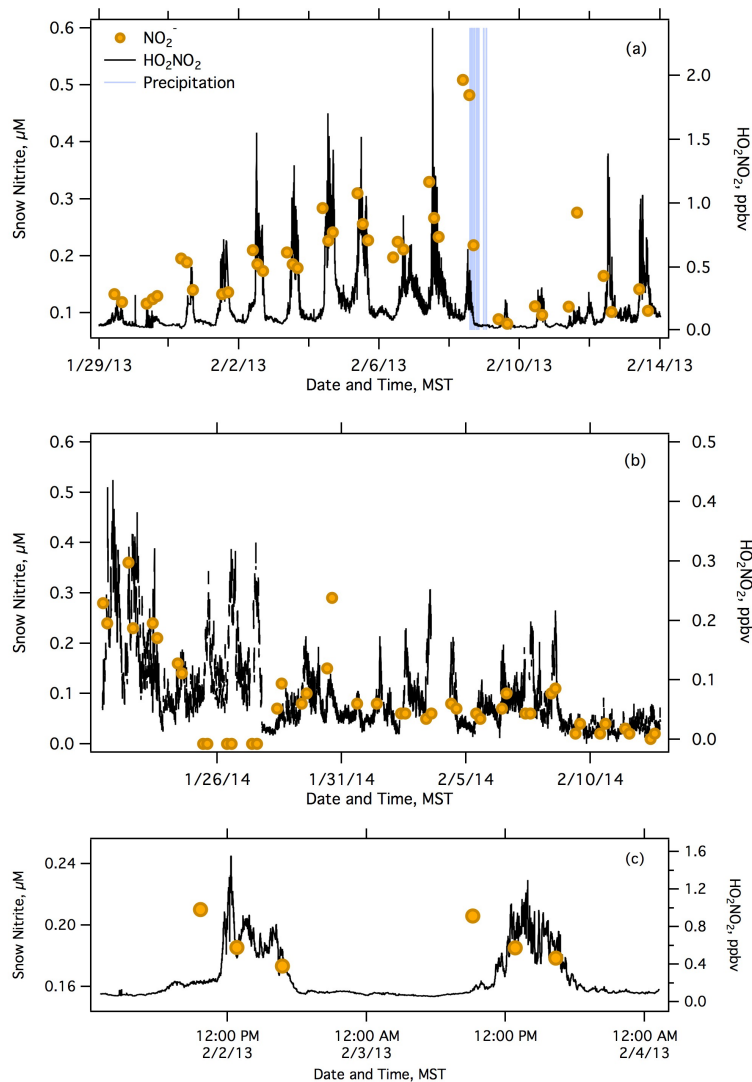 0.6
0.5
0.4
0.3
0.2
0.1
Snow Nitrite, µM
NO2-
HO2NO2
Precipitation
(a)
2.0
1.5
1.0
0.5
0.0
HO2NO2, ppbv
1/29/13 2/2/13 2/6/13 2/10/13 2/14/13
Date and Time, MST
0.6
0.5
0.4
0.3
0.2
0.1
0.0
Snow Nitrite, µM
(b)
0.5
0.4
0.3
0.2
0.1
0.0
HO2NO2, ppbv
1/26/14 1/31/14 2/5/14 2/10/14
Date and Time, MST
0.24
0.20
0.16
Snow Nitrite, µM
(c)
1.6
1.2
0.8
0.4
0.0
HO2NO2, ppbv
12:00 PM 12:00 AM 12:00 PM 12:00 AM
2/2/13 2/3/13 2/4/13
Date and Time, MST